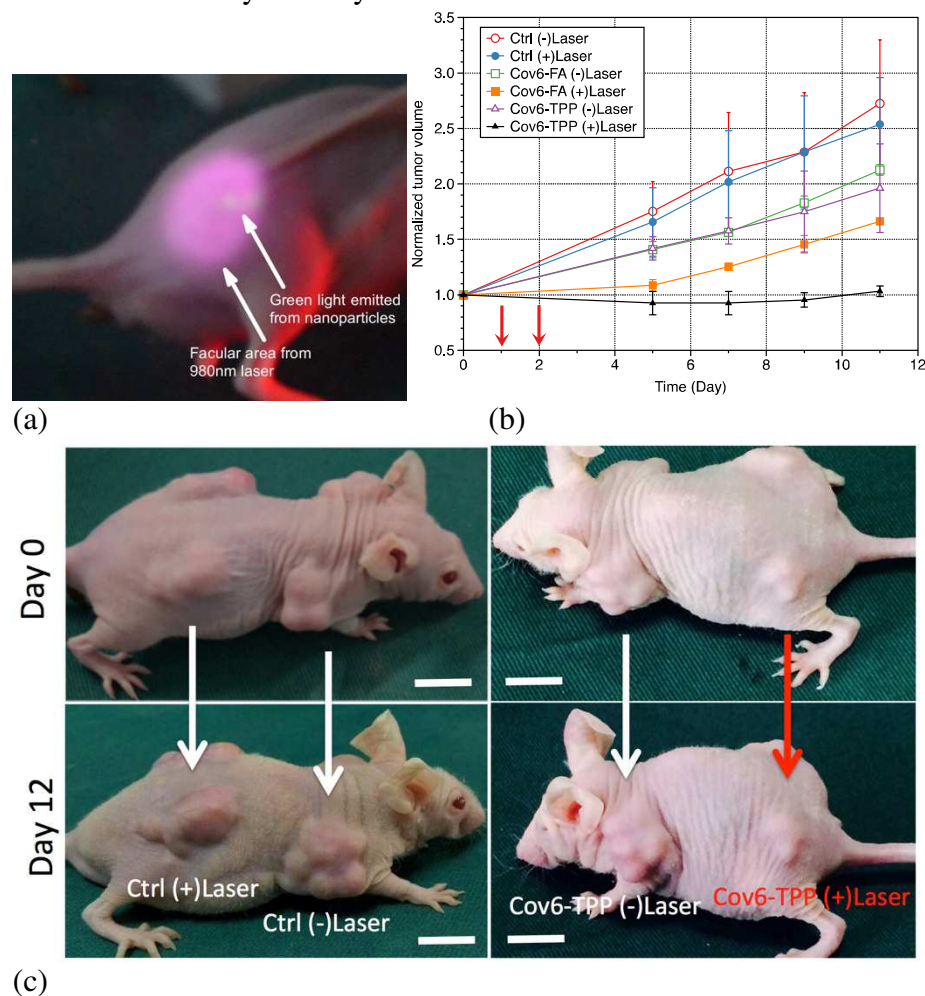 Green light emitted
from nanoparticles
Facular area from
980nm laser
(a)
Ctrl (-)Laser
Ctrl (+)Laser
Cov6-FA (-)Laser
Cov6-FA (+)Laser
Cov6-TPP (-)Laser
Cov6-TPP (+)Laser
Normalized tumor volume
3.5
3.0
2.5
2.0
1.5
1.0
0.5
0 2 4 6 8 10 12
Time (Day)
(b)
Day 0
Day 12
Ctrl (+)Laser
Ctrl (-)Laser
Cov6-TPP (-)Laser
Cov6-TPP (+)Laser
(c)